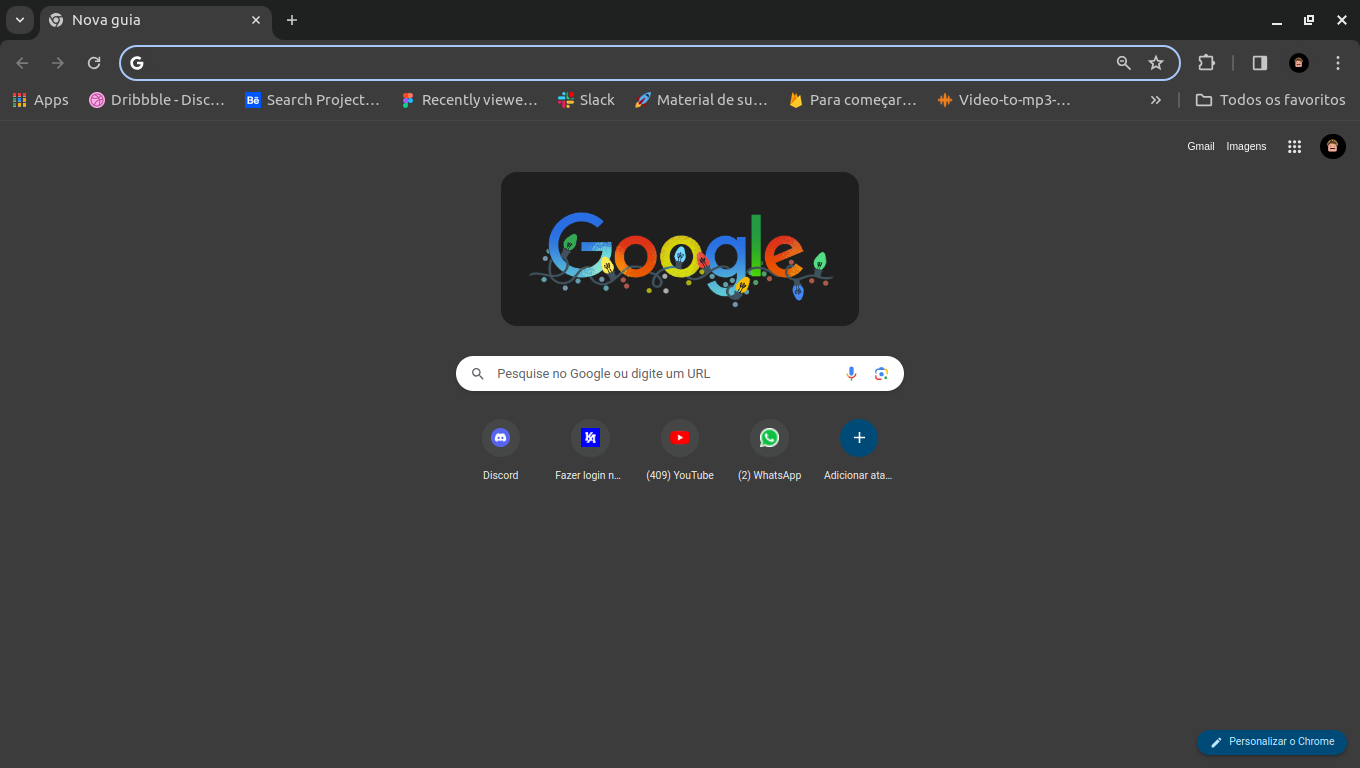 Nova guia
Apps
Dribbble - Disc...
Bē Search Project...
Recently viewe...
Slack
Material de su...
Para começar...
Video-to-mp3-...
Todos os favoritos
Gmail
Imagens
Google
Pesquise no Google ou digite um URL
Discord
Fazer login n...
(409) YouTube
(2) WhatsApp
Adicionar ata...
Personalizar o Chrome